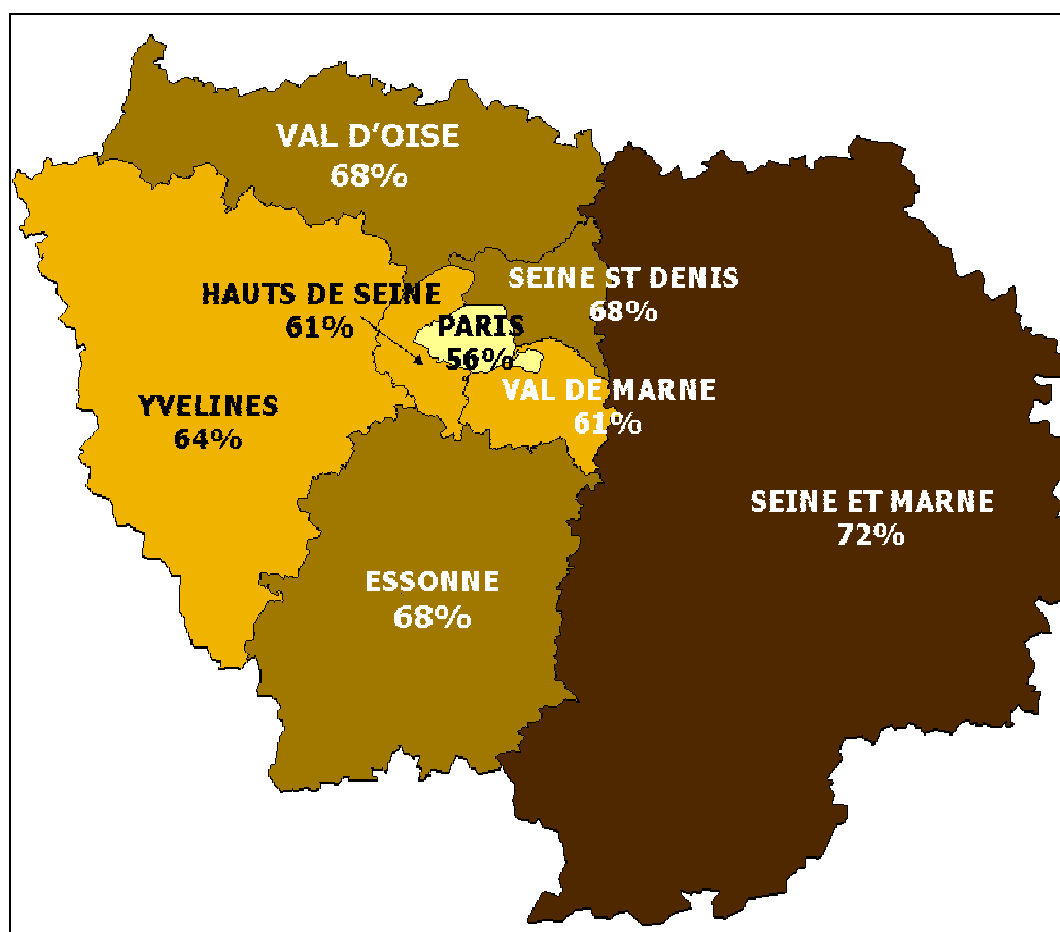 VAL D’OISE
68%
SEINE ST DENIS
68%
HAUTS DE SEINE
61%
PARIS
56%
VAL DE MARNE
61%
YVELINES
64%
SEINE ET MARNE
72%
ESSONNE
68%